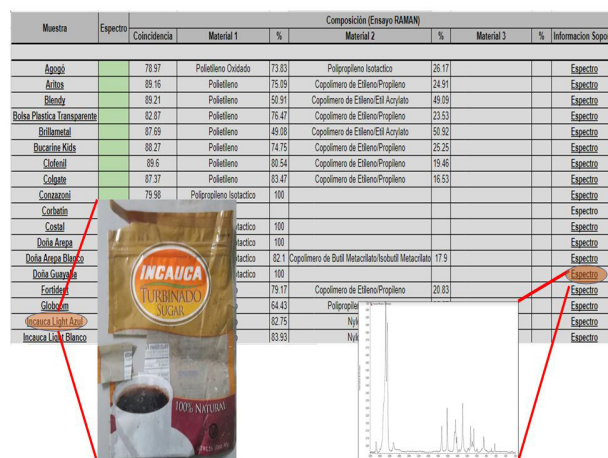 Muestra Espectro Composición (Ensayo RAMAN)
Coincidencia Material 1 % Material 2 % Material 3 % Informacion Sopo
Agogó 78.97 Polietileno Oxidado 73.83 Polipropileno Isotactico 26.17 Espectro
Aritos 89.16 Polietileno 75.09 Copolimero de Etileno/Propileno 24.91 Espectro
Blendy 89.21 Polietileno 50.91 Copolimero de Etileno/Etil Acrylato 49.09 Espectro
Bolsa Plastica Transparente 82.87 Polietileno 76.47 Copolimero de Etileno/Propileno 23.53 Espectro
Brillametal 87.69 Polietileno 49.08 Copolimero de Etileno/Etil Acrylato 50.92 Espectro
Bucarine Kids 88.27 Polietileno 74.75 Copolimero de Etileno/Propileno 25.25 Espectro
Clofenil 89.6 Polietileno 80.54 Copolimero de Etileno/Propileno 19.46 Espectro
Colgate 87.37 Polietileno 83.47 Copolimero de Etileno/Propileno 16.53 Espectro
Conzazoni 79.98 Polipropileno Isotactico 100 Espectro
Corbatin Espectro
Costal tactico 100 Espectro
Doña Arepa tactico 100 Espectro
Doña Arepa Blanco tactico 82.1 Copolimero de Butil Metacrilato/Isobutil Metacrilato 17.9 Espectro
Doña Guayaba tactico 100 Espectro
Fortident 79.17 Copolimero de Etileno/Propileno 20.83 Espectro
Globoom 64.43 Polipropile Espectro
Incauca Light Azul 82.75 Nyl Espectro
Incauca Light Blanco 83.93 Nyl Espectro
INCAUCA
TURBINADO
SUGAR
100% NATURAL